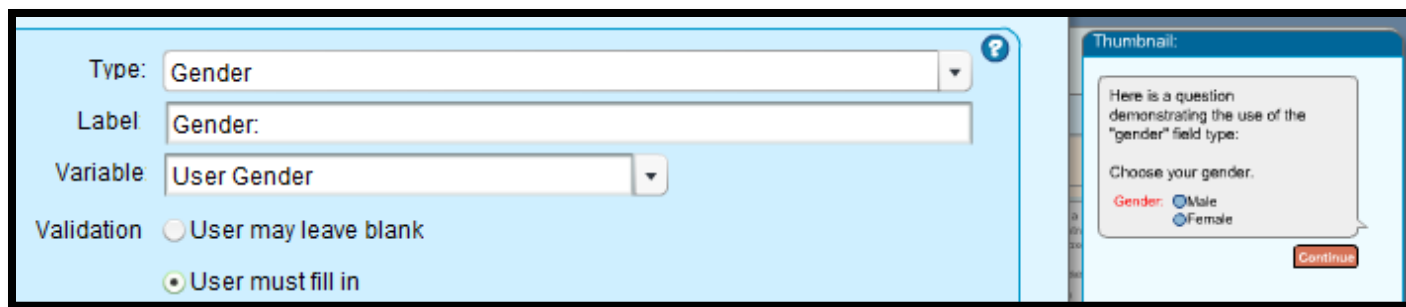 Type: Gender
Label: Gender:
Variable: User Gender
Validation User may leave blank
User must fill in
?
Thumbnail:
Here is a question
demonstrating the use of the
"gender" field type:
Choose your gender.
Gender: Male
Female
Continue